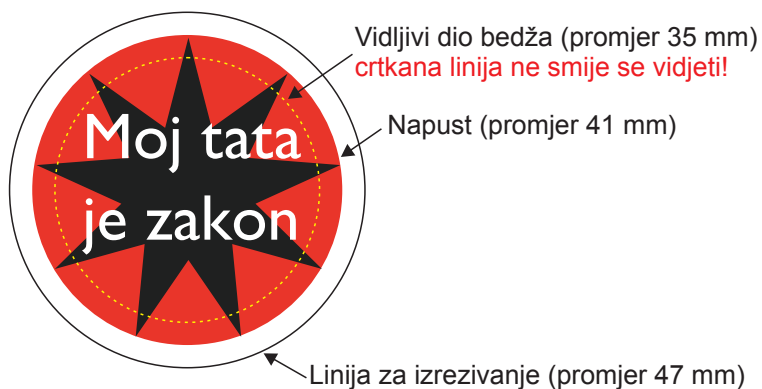 Vidljivi dio bedža (promjer 35 mm)
crtkana linija ne smije se vidjeti!
Napust (promjer 41 mm)
Moj tata
je zakon
Linija za izrezivanje (promjer 47 mm)